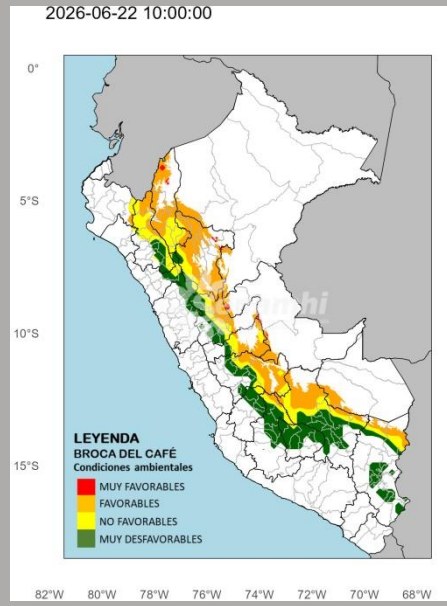 2026-06-22 10:00:00
0°
5°S
10°S
15°S
senamhi
LEYENDA
BROCA DEL CAFÉ
Condiciones ambientales
MUY FAVORABLES
FAVORABLES
NO FAVORABLES
MUY DESFAVORABLES
82°W 80°W 78°W 76°W 74°W 72°W 70°W 68°W